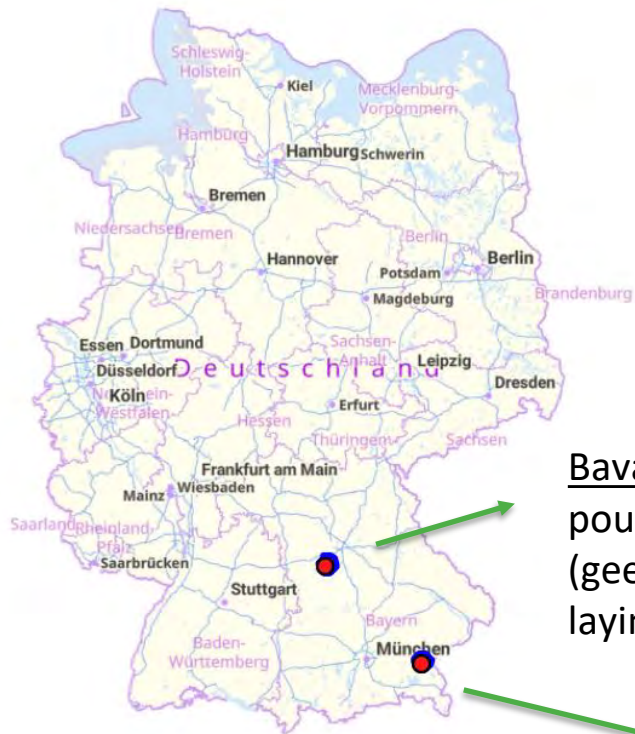 Schleswig-
Holstein
Kiel
Mecklenburg-
Vorpommern
Hamburg
Hamburg
Schwerin
Bremen
Niedersachsen
Bremen
Hannover
Berlin
Berlin
Potsdam
Brandenburg
Magdeburg
Essen
Dortmund
Sachsen-
Anhalt
Leipzig
Düsseldorf
Deutschland
Dresden
Köln
Nordrhein-
Westfalen
Erfurt
Hessen
Thüringen
Sachsen
Frankfurt am Main
Mainz
Wiesbaden
Saarland
Rheinland-
Pfalz
Saarbrücken
Stuttgart
Bayern
Baden-
Württemberg
München
Bava
pou
(gee
layin